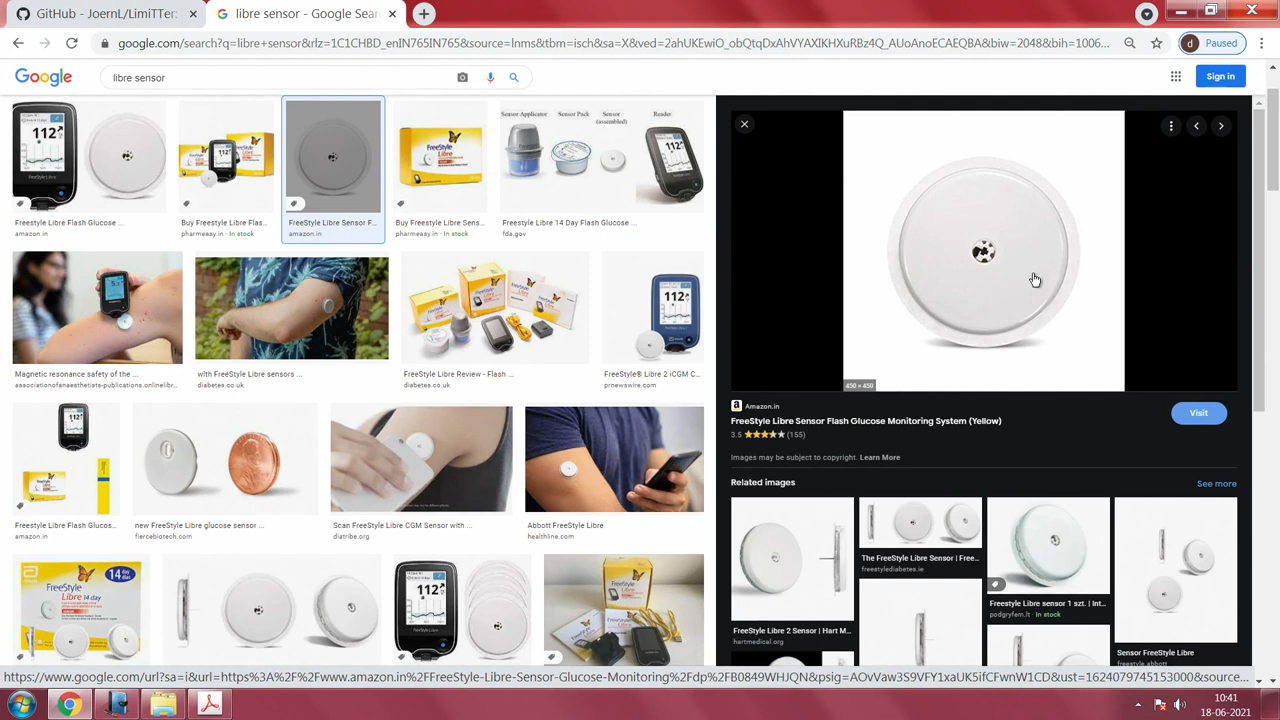 GitHub - JoernL/LimiTTer:
libre sensor - Google Sear
google.com/search?q=libre+sensor&rlz=1C1CHBD_enIN765IN765&source=lnms&tbm=isch&sa=X&ved=2ahUKEwiO_obQtqDxAhVYAXIKHXuRBz4Q_AUoAnoECAEQBA&biw=2048&bih=1006...
d Paused
Google
libre sensor
Sign in
Freestyle Libre Flash Glucose ...
amazon.in
Buy Freestyle Libre Flas...
pharmeasy.in · In stock
FreeStyle Libre Sensor F...
amazon.in
Buy Freestyle Libre Sens...
pharmeasy.in · In stock
Sensor Applicator
Sensor Pack
Sensor (assembled)
Reader
Freestyle Libre 14 Day Flash Glucose ...
fda.gov
Magnetic resonance safety of the ...
associationofanaesthetists-publications.onlinelibr...
with FreeStyle Libre sensors ...
diabetes.co.uk
FreeStyle Libre Review - Flash ...
diabetes.co.uk
FreeStyle® Libre 2 iCGM C...
prnewswire.com
Freestyle Libre Flash Glucos...
amazon.in
new FreeStyle Libre glucose sensor ...
fiercebiotech.com
Scan FreeStyle Libre CGM Sensor with ...
diatribe.org
Abbott FreeStyle Libre
healthline.com
450 × 450
Amazon.in
FreeStyle Libre Sensor Flash Glucose Monitoring System (Yellow)
3.5 (155)
Visit
Images may be subject to copyright. Learn More
Related images
See more
FreeStyle Libre 2 Sensor | Hart M...
hartmedical.org
The FreeStyle Libre Sensor | Free...
freestylediabetes.ie
Freestyle Libre sensor 1 szt. | Int...
podgryfem.lt · In stock
Sensor FreeStyle Libre
freestyle.abbott
https://www.google.com/url?sa=i&url=https%3A%2F%2Fwww.amazon.in%2FFreeStyle-Libre-Sensor-Glucose-Monitoring%2Fdp%2FB0849WHJQN&psig=AOvVaw3S9VFY1xaUK5ifCFwnW1CD&ust=1624079745153000&source...
10:41
18-06-2021